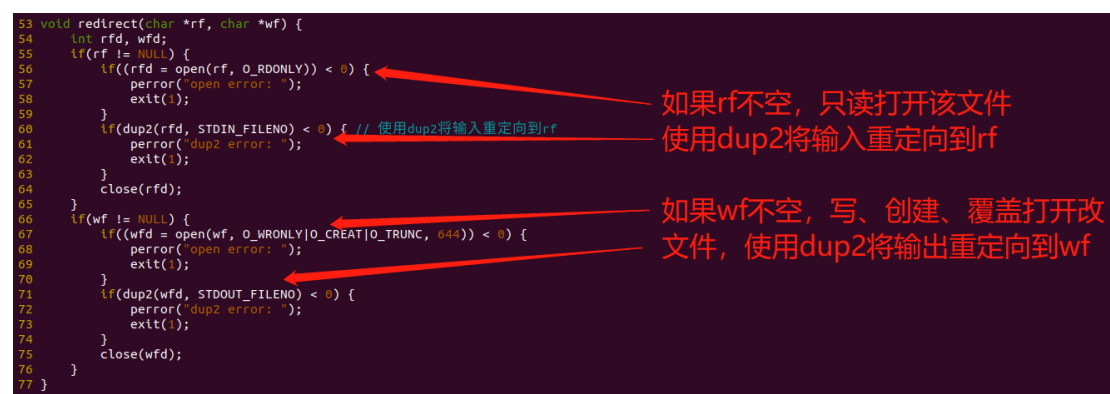 53 void redirect(char *rf, char *wf) {
54     int rfd, wfd;
55     if(rf != NULL) {
56         if((rfd = open(rf, O_RDONLY)) < 0) {
57             perror("open error: ");
58             exit(1);
59         }
60         if(dup2(rfd, STDIN_FILENO) < 0) { // 使用dup2将输入重定向到rf
61             perror("dup2 error: ");
62             exit(1);
63         }
64         close(rfd);
65     }
66     if(wf != NULL) {
67         if((wfd = open(wf, O_WRONLY|O_CREAT|O_TRUNC, 644)) < 0) {
68             perror("open error: ");
69             exit(1);
70         }
71         if(dup2(wfd, STDOUT_FILENO) < 0) {
72             perror("dup2 error: ");
73             exit(1);
74         }
75         close(wfd);
76     }
77 }
如果rf不空，只读打开该文件
使用dup2将输入重定向到rf
如果wf不空，写、创建、覆盖打开改
文件，使用dup2将输出重定向到wf